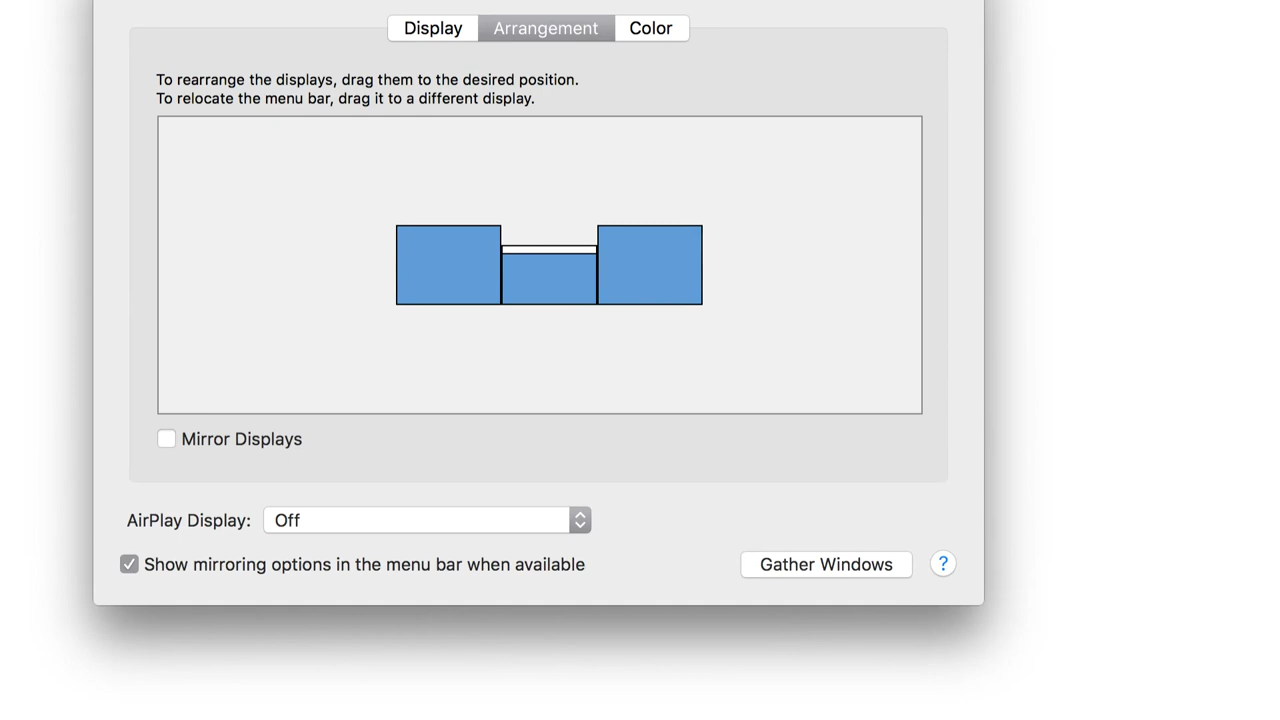 Display Arrangement Color
To rearrange the displays, drag them to the desired position.
To relocate the menu bar, drag it to a different display.
Mirror Displays
AirPlay Display: Off
Show mirroring options in the menu bar when available Gather Windows ?